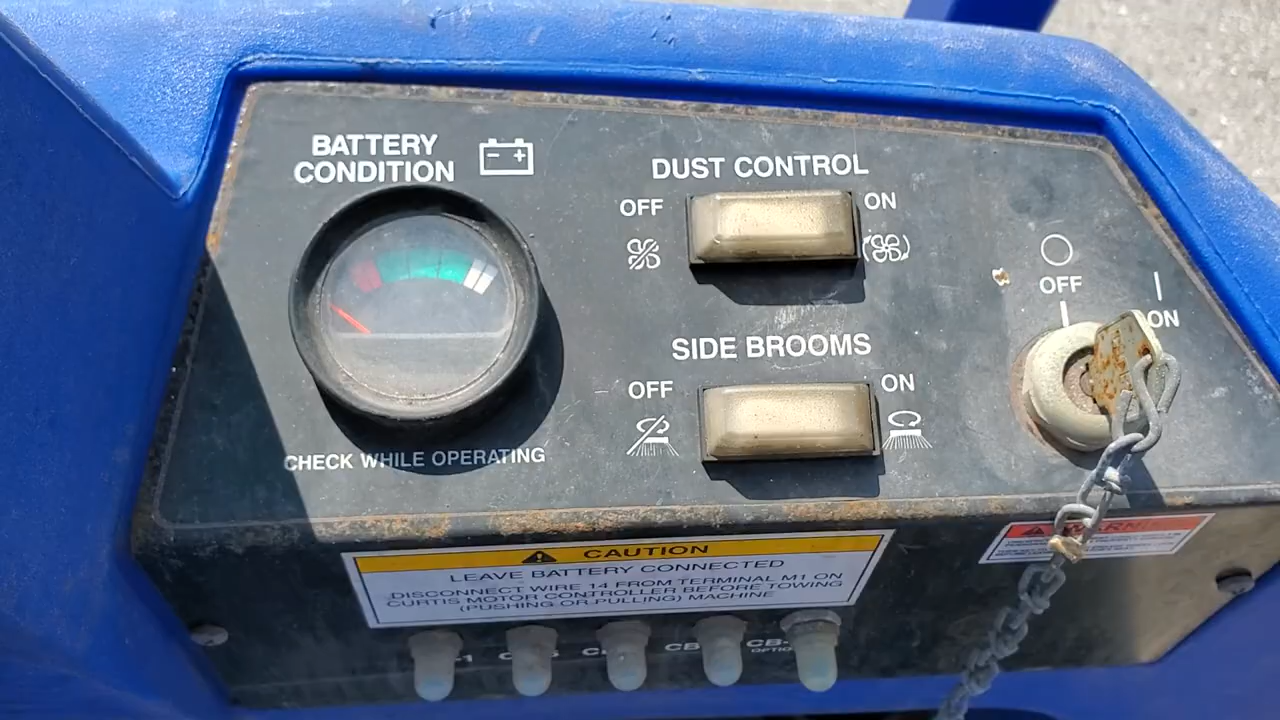 BATTERY
CONDITION
CHECK WHILE OPERATING
DUST CONTROL
OFF
ON
SIDE BROOMS
OFF
ON
OFF
ON
CAUTION
LEAVE BATTERY CONNECTED
DISCONNECT WIRE 14 FROM TERMINAL M1 ON
CURTIS MOTOR CONTROLLER BEFORE TOWING
(PUSHING OR PULLING) MACHINE
WARNING